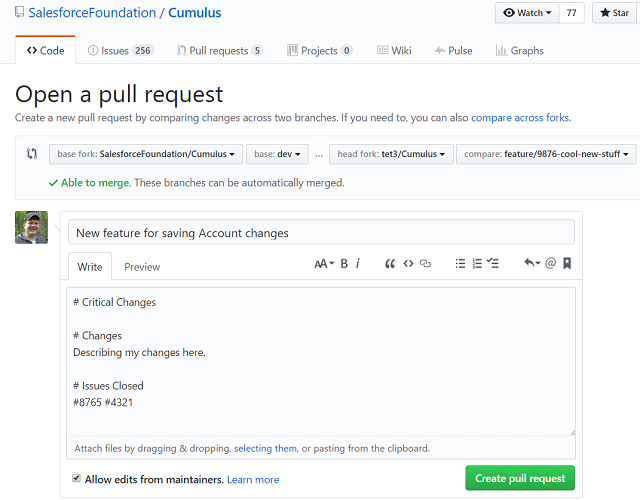 SalesforceFoundation / Cumulus
Watch 77 Star
Code Issues 256 Pull requests 5 Projects 0 Wiki Pulse Graphs
Open a pull request
Create a new pull request by comparing changes across two branches. If you need to, you can also compare across forks.
base fork: SalesforceFoundation/Cumulus base: dev ... head fork: tet3/Cumulus compare: feature/9876-cool-new-stuff
Able to merge. These branches can be automatically merged.
New feature for saving Account changes
Write Preview AA B i
# Critical Changes
# Changes
Describing my changes here.
# Issues Closed
#8765 #4321
Attach files by dragging & dropping, selecting them, or pasting from the clipboard.
Allow edits from maintainers. Learn more Create pull request